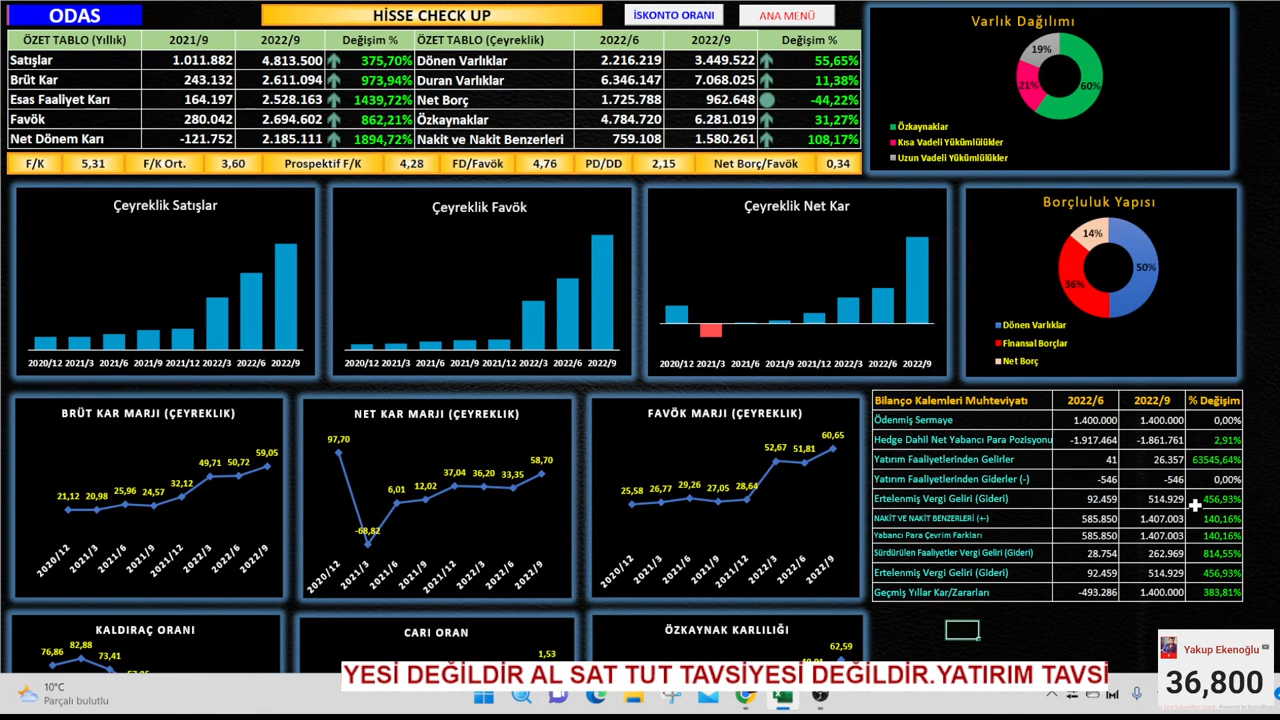 ODAS
HİSSE CHECK UP
İSKONTO ORANI
ANA MENÜ
ÖZET TABLO (Yıllık) 2021/9 2022/9 Değişim % ÖZET TABLO (Çeyreklik) 2022/6 2022/9 Değişim %
Satışlar 1.011.882 4.813.500 375,70% Dönen Varlıklar 2.216.219 3.449.522 55,65%
Brüt Kar 243.132 2.611.094 973,94% Duran Varlıklar 6.346.147 7.068.025 11,38%
Esas Faaliyet Karı 164.197 2.528.163 1439,72% Net Borç 1.725.788 962.648 -44,22%
Favök 280.042 2.694.602 862,21% Özkaynaklar 4.784.720 6.281.019 31,27%
Net Dönem Karı -121.752 2.185.111 1894,72% Nakit ve Nakit Benzerleri 759.108 1.580.261 108,17%
F/K 5,31 F/K Ort. 3,60 Prospektif F/K 4,28 FD/Favök 4,76 PD/DD 2,15 Net Borç/Favök 0,34
Varlık Dağılımı
19%
21%
60%
Özkaynaklar
Kısa Vadeli Yükümlülükler
Uzun Vadeli Yükümlülükler
Çeyreklik Satışlar
2020/12 2021/3 2021/6 2021/9 2021/12 2022/3 2022/6 2022/9
Çeyreklik Favök
2020/12 2021/3 2021/6 2021/9 2021/12 2022/3 2022/6 2022/9
Çeyreklik Net Kar
2020/12 2021/3 2021/6 2021/9 2021/12 2022/3 2022/6 2022/9
Borçluluk Yapısı
14%
50%
36%
Dönen Varlıklar
Finansal Borçlar
Net Borç
BRÜT KAR MARJI (ÇEYREKLIK)
21,12 20,98 25,96 24,57 32,12 49,71 50,72 59,05
2020/12 2021/3 2021/6 2021/9 2021/12 2022/3 2022/6 2022/9
NET KAR MARJI (ÇEYREKLIK)
97,70 -68,82 6,01 12,02 37,04 36,20 33,35 58,70
2020/12 2021/3 2021/6 2021/9 2021/12 2022/3 2022/6 2022/9
FAVÖK MARJI (ÇEYREKLIK)
25,58 26,77 29,26 27,05 28,64 52,67 51,81 60,65
2020/12 2021/3 2021/6 2021/9 2021/12 2022/3 2022/6 2022/9
Bilanço Kalemleri Muhteviyatı 2022/6 2022/9 % Değişim
Ödenmiş Sermaye 1.400.000 1.400.000 0,00%
Hedge Dahil Net Yabancı Para Pozisyonu -1.917.464 -1.861.761 2,91%
Yatırım Faaliyetlerinden Gelirler 41 26.357 63545,64%
Yatırım Faaliyetlerinden Giderler (-) -546 -546 0,00%
Ertelenmiş Vergi Geliri (Gideri) 92.459 514.929 456,93%
NAKİT VE NAKİT BENZERLERİ (+-) 585.850 1.407.003 140,16%
Yabancı Para Çevrim Farkları 585.850 1.407.003 140,16%
Sürdürülen Faaliyetler Vergi Geliri (Gideri) 28.754 262.969 814,55%
Ertelenmiş Vergi Geliri (Gideri) 92.459 514.929 456,93%
Geçmiş Yıllar Kar/Zararları -493.286 1.400.000 383,81%
KALDIRAÇ ORANI
76,86 82,88 73,41
CARI ORAN
1,53
ÖZKAYNAK KARLILIĞI
62,59
YESİ DEĞİLDİR AL SAT TUT TAVSİYESİ DEĞİLDİR.YATIRIM TAVSİ
Yakup Ekenoğlu
36,800
10°C
Parçalı bulutlu